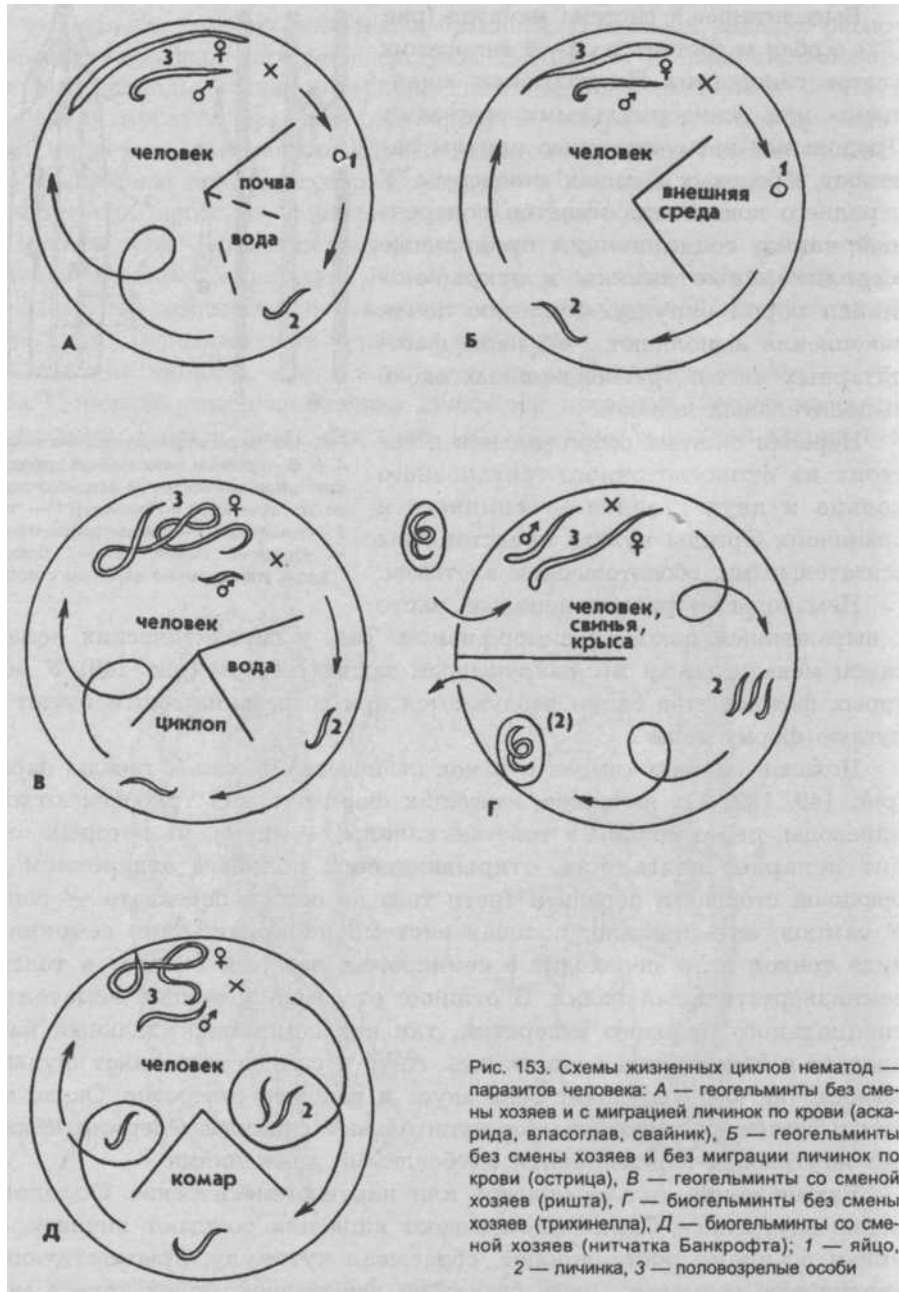 3 ♀
×
♂
1
человек
почва
вода
2
А
3 ♀
×
♂
человек
внешняя
среда
2
Б
3 ♀
×
♂
человек
вода
циклоп
2
В
♂ ×
3 ♀
человек,
свинья,
крыса
2
(2)
Г
♀
×
♂
человек
2
комар
Д
Рис. 153. Схемы жизненных циклов нематод —
паразитов человека: А — геогельминты без сме-
ны хозяев и с миграцией личинок по крови (аска-
рида, власоглав, свайник), Б — геогельминты
без смены хозяев и без миграции личинок по
крови (острица), В — геогельминты со сменой
хозяев (ришта), Г — биогельминты без смены
хозяев (трихинелла), Д — биогельминты со сме-
ной хозяев (нитчатка Банкрофта); 1 — яйцо,
2 — личинка, 3 — половозрелые особи